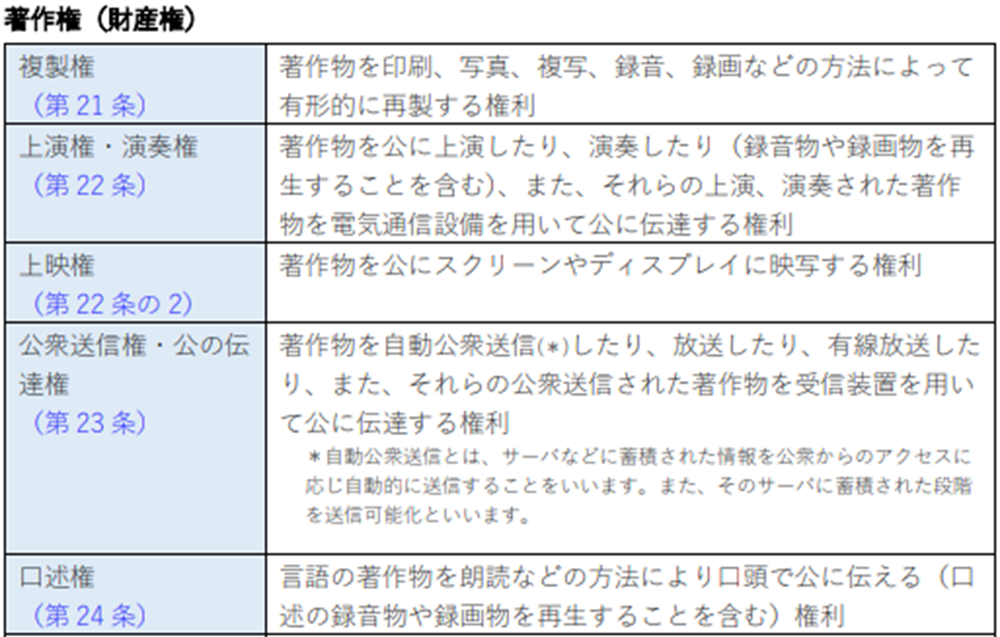 著作権（財産権）
複製権
（第 21 条）
著作物を印刷、写真、複写、録音、録画などの方法によって
有形的に再製する権利
上演権・演奏権
（第 22 条）
著作物を公に上演したり、演奏したり（録音物や録画物を再
生することを含む）、また、それらの上演、演奏された著作
物を電気通信設備を用いて公に伝達する権利
上映権
（第 22 条の 2）
著作物を公にスクリーンやディスプレイに映写する権利
公衆送信権・公の伝
達権
（第 23 条）
著作物を自動公衆送信(＊)したり、放送したり、有線放送した
り、また、それらの公衆送信された著作物を受信装置を用い
て公に伝達する権利
＊自動公衆送信とは、サーバなどに蓄積された情報を公衆からのアクセスに
応じ自動的に送信することをいいます。また、そのサーバに蓄積された段階
を送信可能化といいます。
口述権
（第 24 条）
言語の著作物を朗読などの方法により口頭で公に伝える（口
述の録音物や録画物を再生することを含む）権利